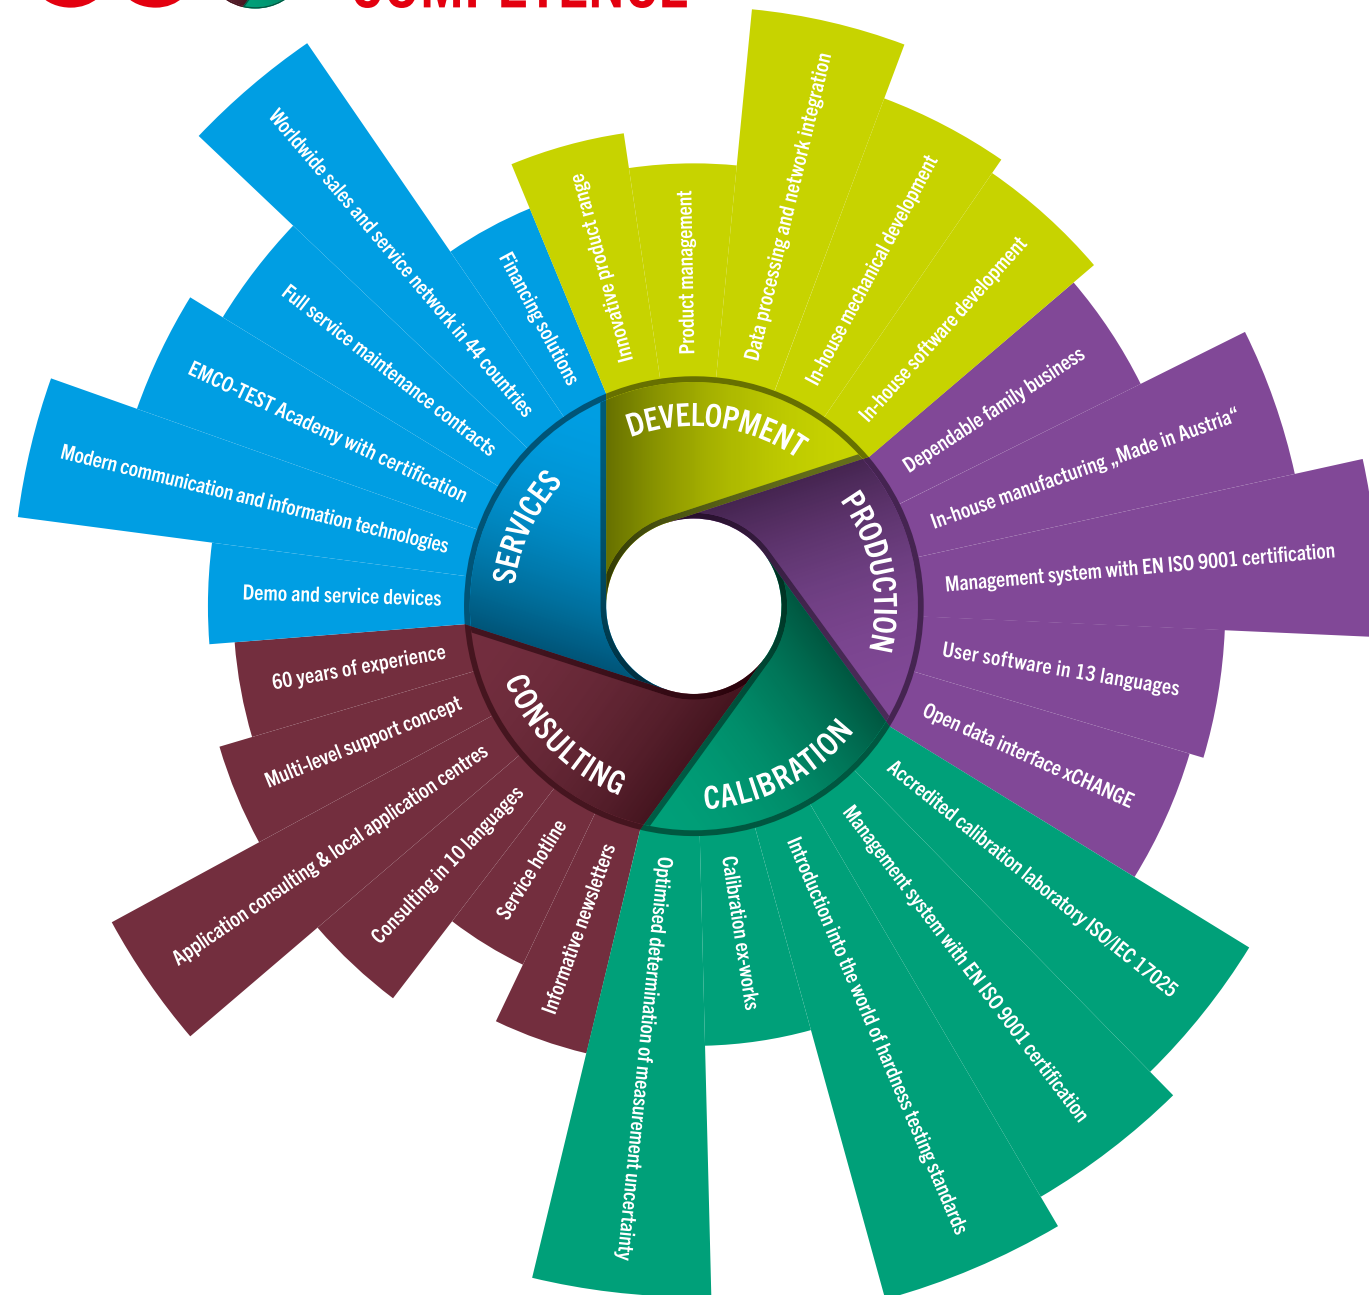 COMPETENCE
DEVELOPMENT
Innovative product range
Product management
Data processing and network integration
In-house mechanical development
In-house software development
PRODUCTION
Dependable family business
In-house manufacturing „Made in Austria“
Management system with EN ISO 9001 certification
User software in 13 languages
Open data interface xCHANGE
CALIBRATION
Accredited calibration laboratory ISO/IEC 17025
Management system with EN ISO 9001 certification
Introduction into the world of hardness testing standards
Calibration ex-works
Optimised determination of measurement uncertainty
CONSULTING
Informative newsletters
Service hotline
Consulting in 10 languages
Application consulting & local application centres
Multi-level support concept
60 years of experience
SERVICES
Demo and service devices
Modern communication and information technologies
EMCO-TEST Academy with certification
Full service maintenance contracts
Worldwide sales and service network in 44 countries
Financing solutions